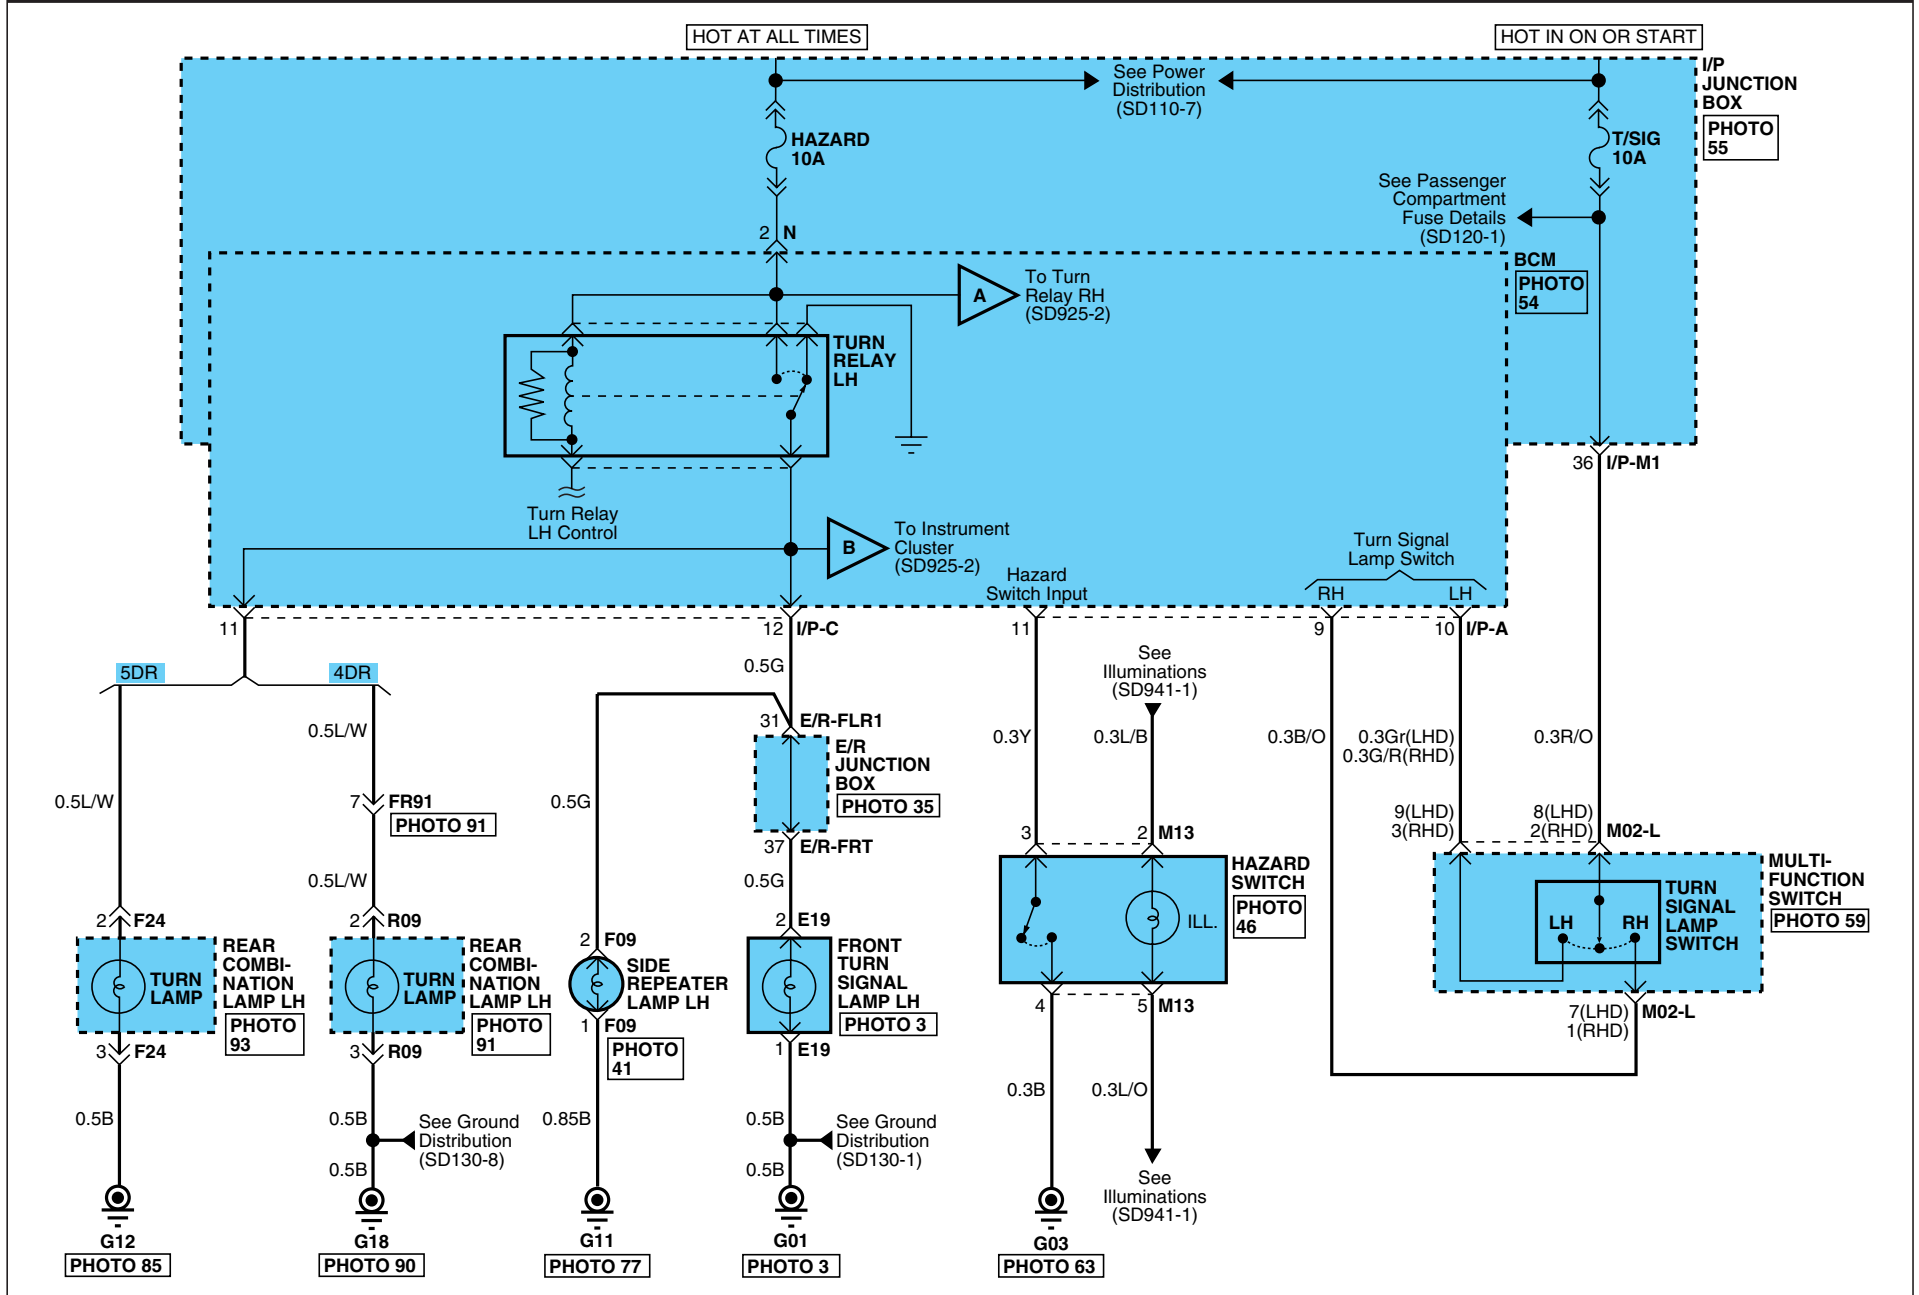 HOT AT ALL TIMES
HOT IN ON OR START
I/P
JUNCTION
BOX
PHOTO
55
See Power
Distribution
(SD110-7)
HAZARD
10A
T/SIG
10A
See Passenger
Compartment
Fuse Details
(SD120-1)
2 N
BCM
PHOTO
54
A
To Turn
Relay RH
(SD925-2)
TURN
RELAY
LH
36 I/P-M1
Turn Relay
LH Control
B
To Instrument
Cluster
(SD925-2)
Hazard
Switch Input
Turn Signal
Lamp Switch
RH
LH
11
12 I/P-C
11
9
10 I/P-A
5DR
4DR
0.5G
See
Illuminations
(SD941-1)
0.5L/W
31 E/R-FLR1
0.3Y
0.3L/B
0.3B/O
0.3Gr(LHD)
0.3G/R(RHD)
0.3R/O
E/R
JUNCTION
BOX
PHOTO 35
0.5L/W
7 FR91
PHOTO 91
0.5G
9(LHD)
3(RHD)
8(LHD)
2(RHD) M02-L
3
2 M13
37 E/R-FRT
0.5L/W
0.5G
HAZARD
SWITCH
PHOTO
46
ILL.
MULTI-
FUNCTION
SWITCH
PHOTO 59
TURN
SIGNAL
LAMP
SWITCH
LH
RH
2 F24
2 R09
2 F09
2 E19
TURN
LAMP
REAR
COMBI-
NATION
LAMP LH
PHOTO
93
TURN
LAMP
REAR
COMBI-
NATION
LAMP LH
PHOTO
91
SIDE
REPEATER
LAMP LH
FRONT
TURN
SIGNAL
LAMP LH
PHOTO 3
4
5 M13
7(LHD)
1(RHD)
M02-L
3 F24
3 R09
1 F09
PHOTO
41
1 E19
0.3B
0.3L/O
0.5B
0.5B
See Ground
Distribution
(SD130-8)
0.5B
0.85B
0.5B
See Ground
Distribution
(SD130-1)
0.5B
See
Illuminations
(SD941-1)
G12
PHOTO 85
G18
PHOTO 90
G11
PHOTO 77
G01
PHOTO 3
G03
PHOTO 63